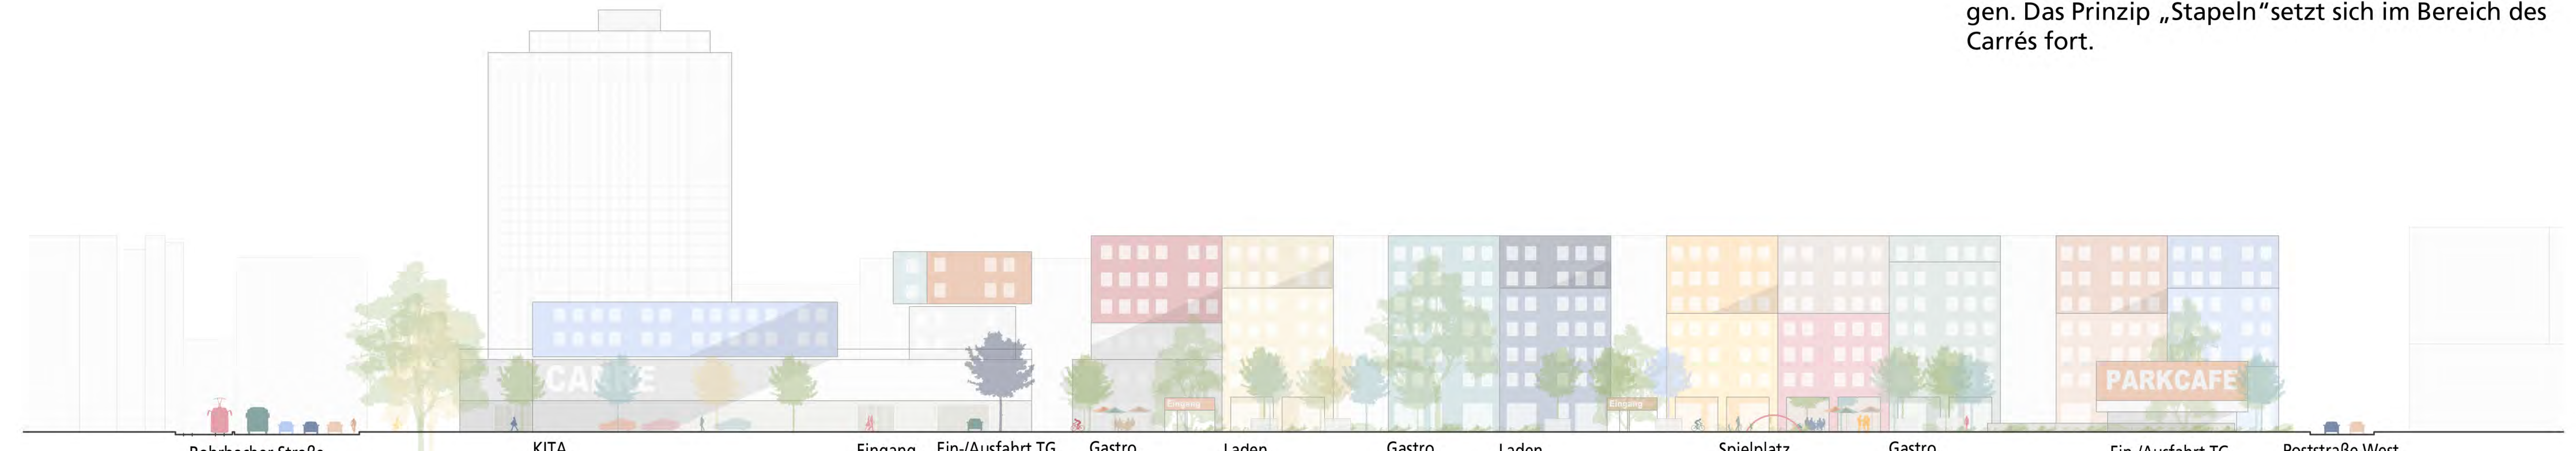 gen. Das Prinzip „Stapeln“setzt sich im Bereich des
Carrés fort.
PARKCAFE
Eingang
Eingang
KITA
Eingang
Ein-/Ausfahrt TG
Gastro
Laden
Gastro
Laden
Spielplatz
Gastro
Ein-/Ausfahrt TG
Poststraße West